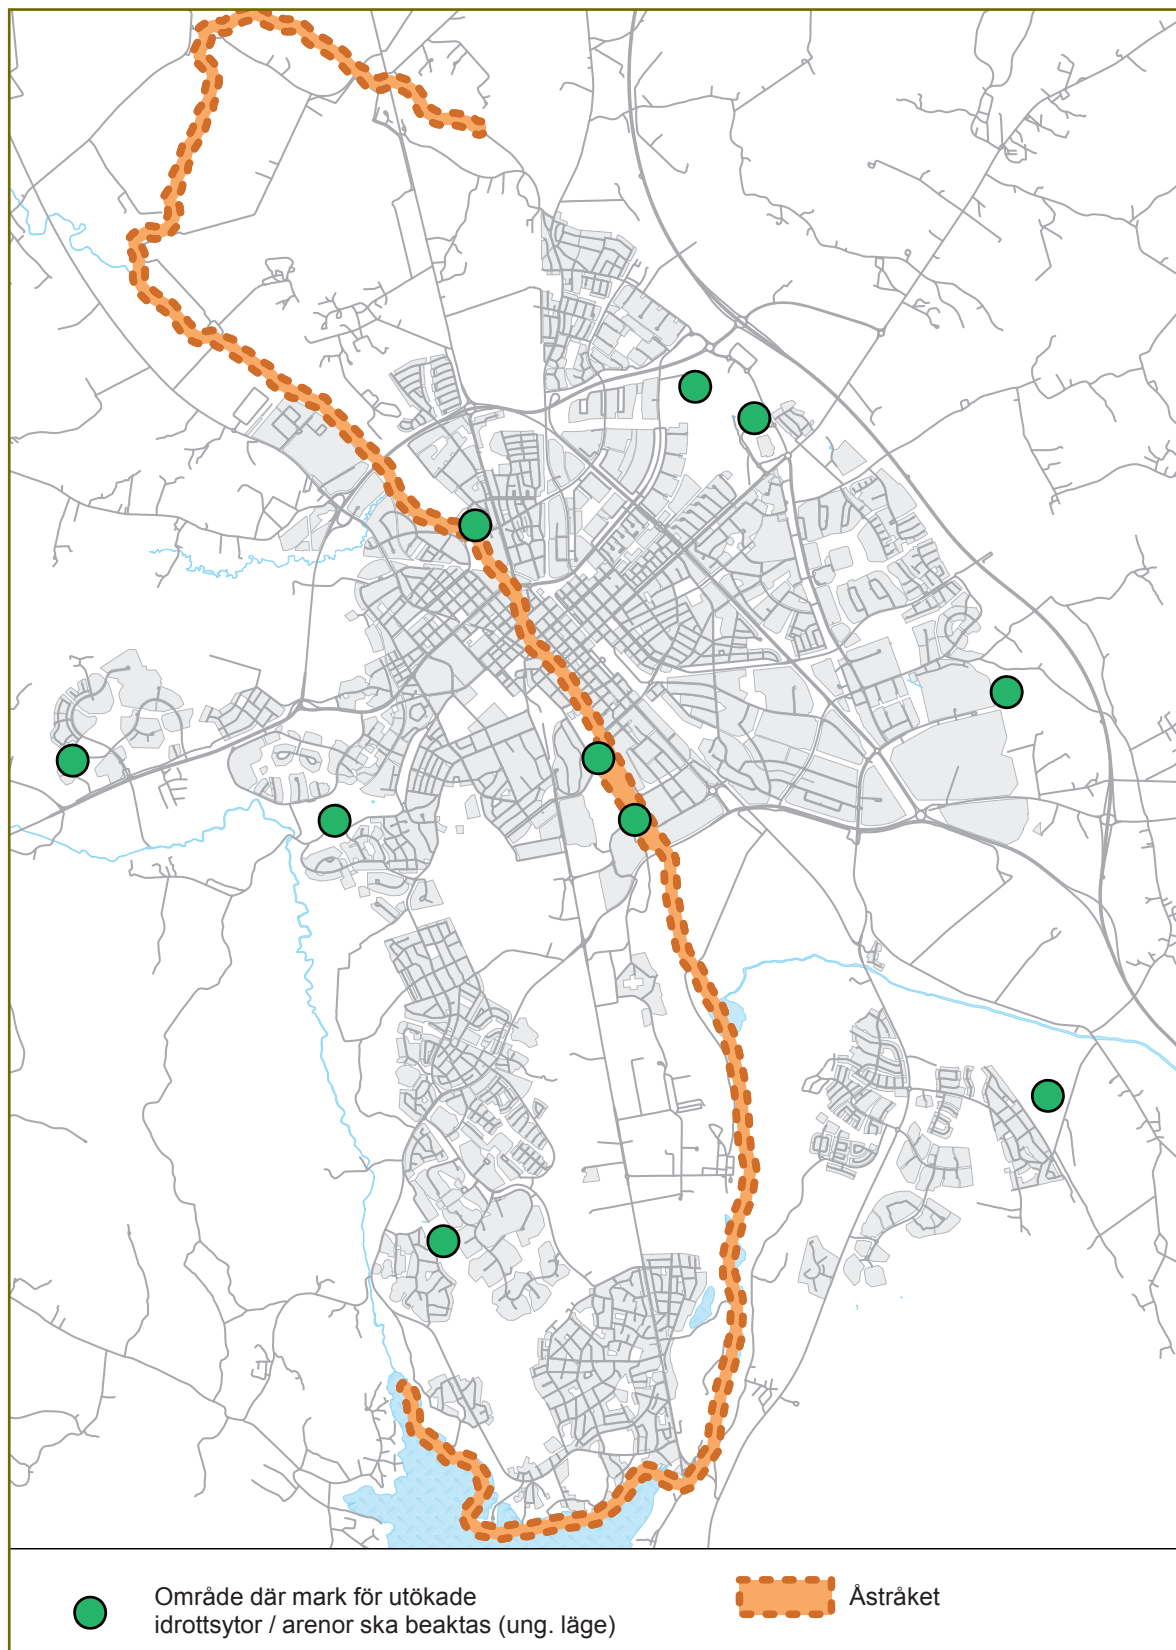 Område där mark för utökade
idrottsytor / arenor ska beaktas (ung. läge)
Åstråket